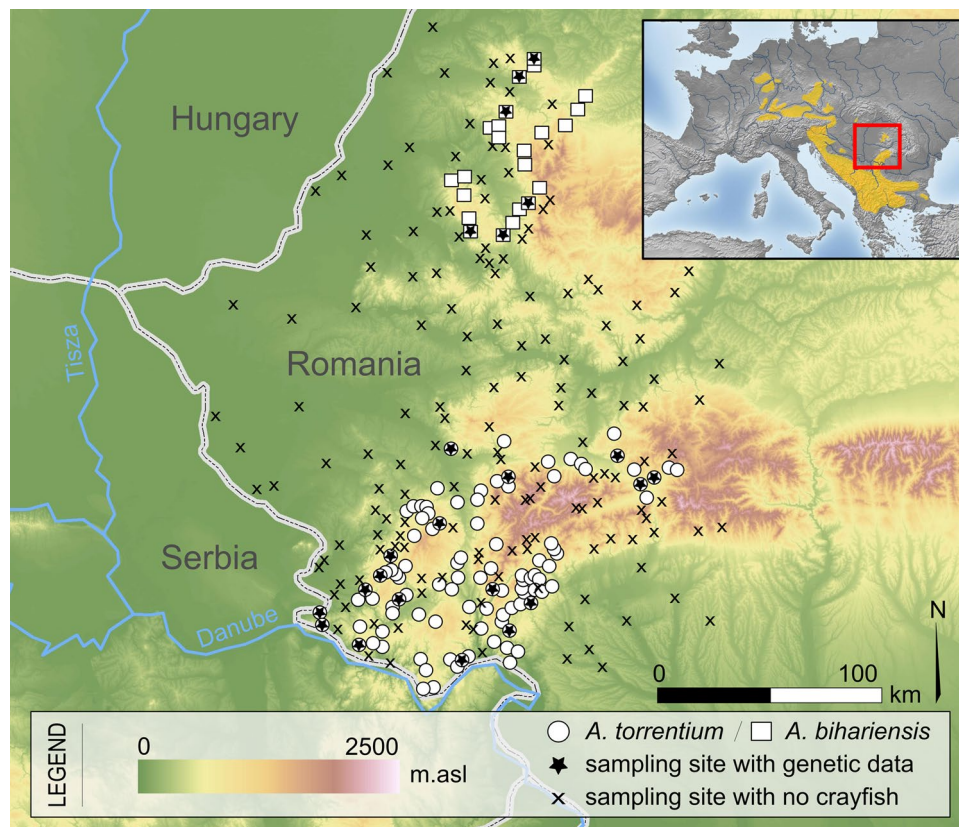 Hungary
Tisza
Romania
Serbia
Danube
N
0 100
km
LEGEND
0 2500
m.asl
A. torrentium / A. bihariensis
sampling site with genetic data
sampling site with no crayfish